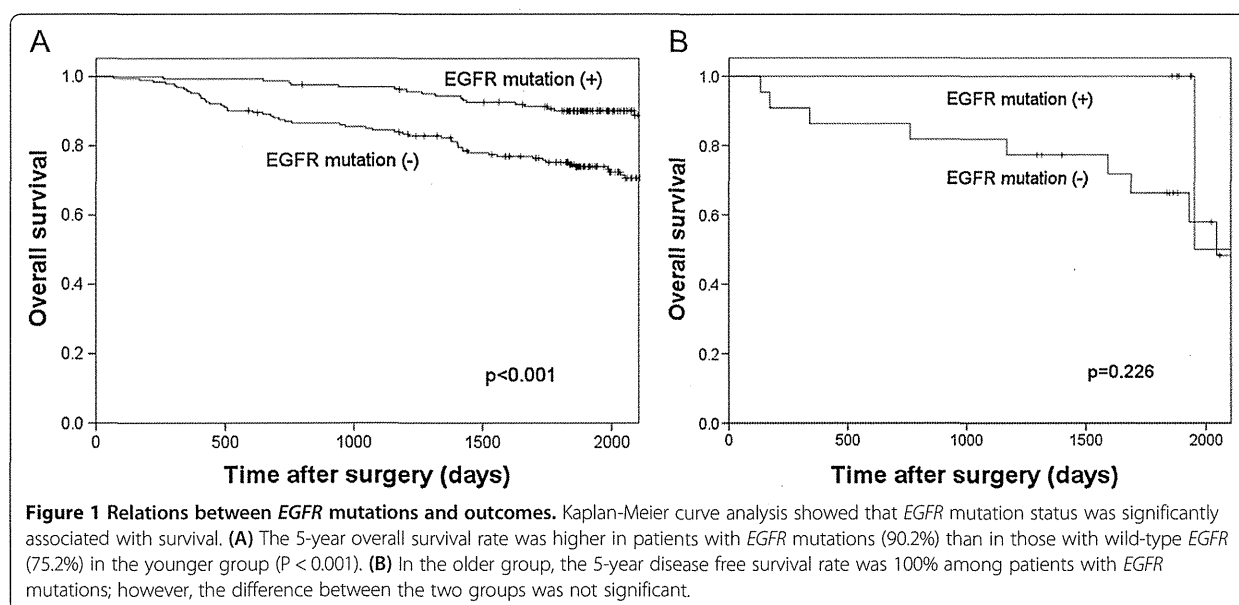 A
B
1.0
0.8
0.6
0.4
0.2
0.0
Overall survival
EGFR mutation (+)
EGFR mutation (-)
p<0.001
0 500 1000 1500 2000
Time after surgery (days)
1.0
0.8
0.6
0.4
0.2
0.0
Overall survival
EGFR mutation (+)
EGFR mutation (-)
p=0.226
0 500 1000 1500 2000
Time after surgery (days)
Figure 1 Relations between EGFR mutations and outcomes. Kaplan-Meier curve analysis showed that EGFR mutation status was significantly
associated with survival. (A) The 5-year overall survival rate was higher in patients with EGFR mutations (90.2%) than in those with wild-type EGFR
(75.2%) in the younger group (P < 0.001). (B) In the older group, the 5-year disease free survival rate was 100% among patients with EGFR
mutations; however, the difference between the two groups was not significant.